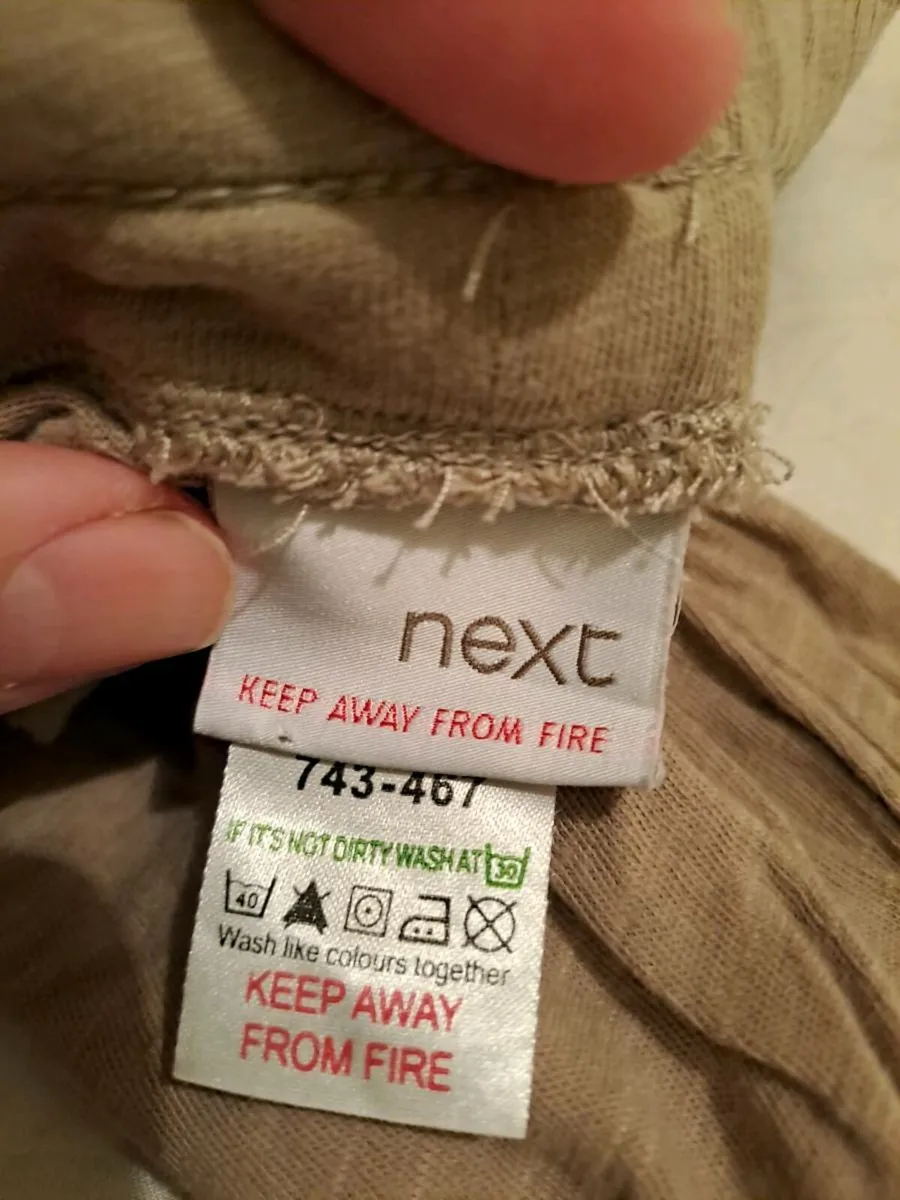 next
KEEP AWAY FROM FIRE
743-467
IF IT'S NOT DIRTY WASH AT 30
40
Wash like colours together
KEEP AWAY
FROM FIRE